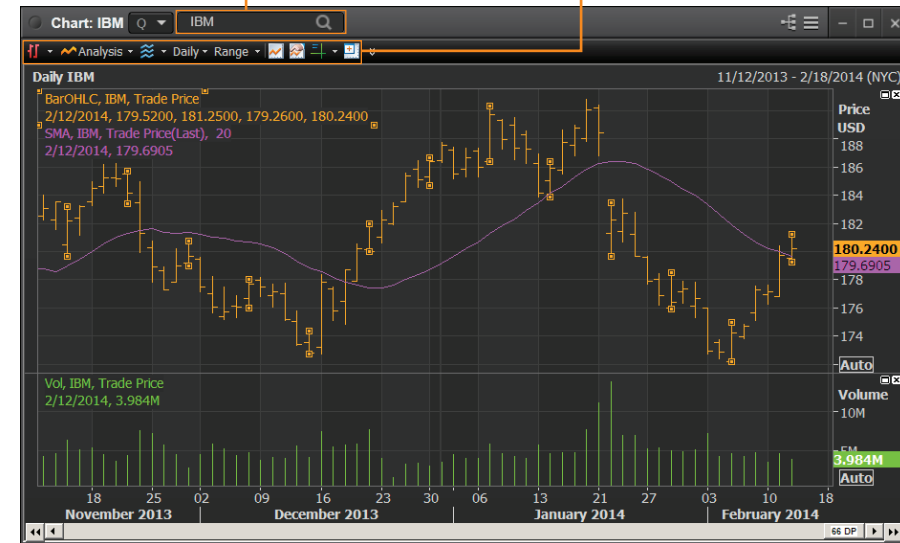 Chart: IBM Q IBM
Analysis Daily Range
Daily IBM 11/12/2013 - 2/18/2014 (NYC)
BarOHLC, IBM, Trade Price
2/12/2014, 179.5200, 181.2500, 179.2600, 180.2400
SMA, IBM, Trade Price(Last), 20
2/12/2014, 179.6905
Price
USD
188
186
184
182
180.2400
179.6905
178
176
174
Auto
Vol, IBM, Trade Price
2/12/2014, 3.984M
Volume
10M
5M
3.984M
Auto
18 25 02 09 16 23 30 06 13 21 27 03 10 18
November 2013 December 2013 January 2014 February 2014
66 DP